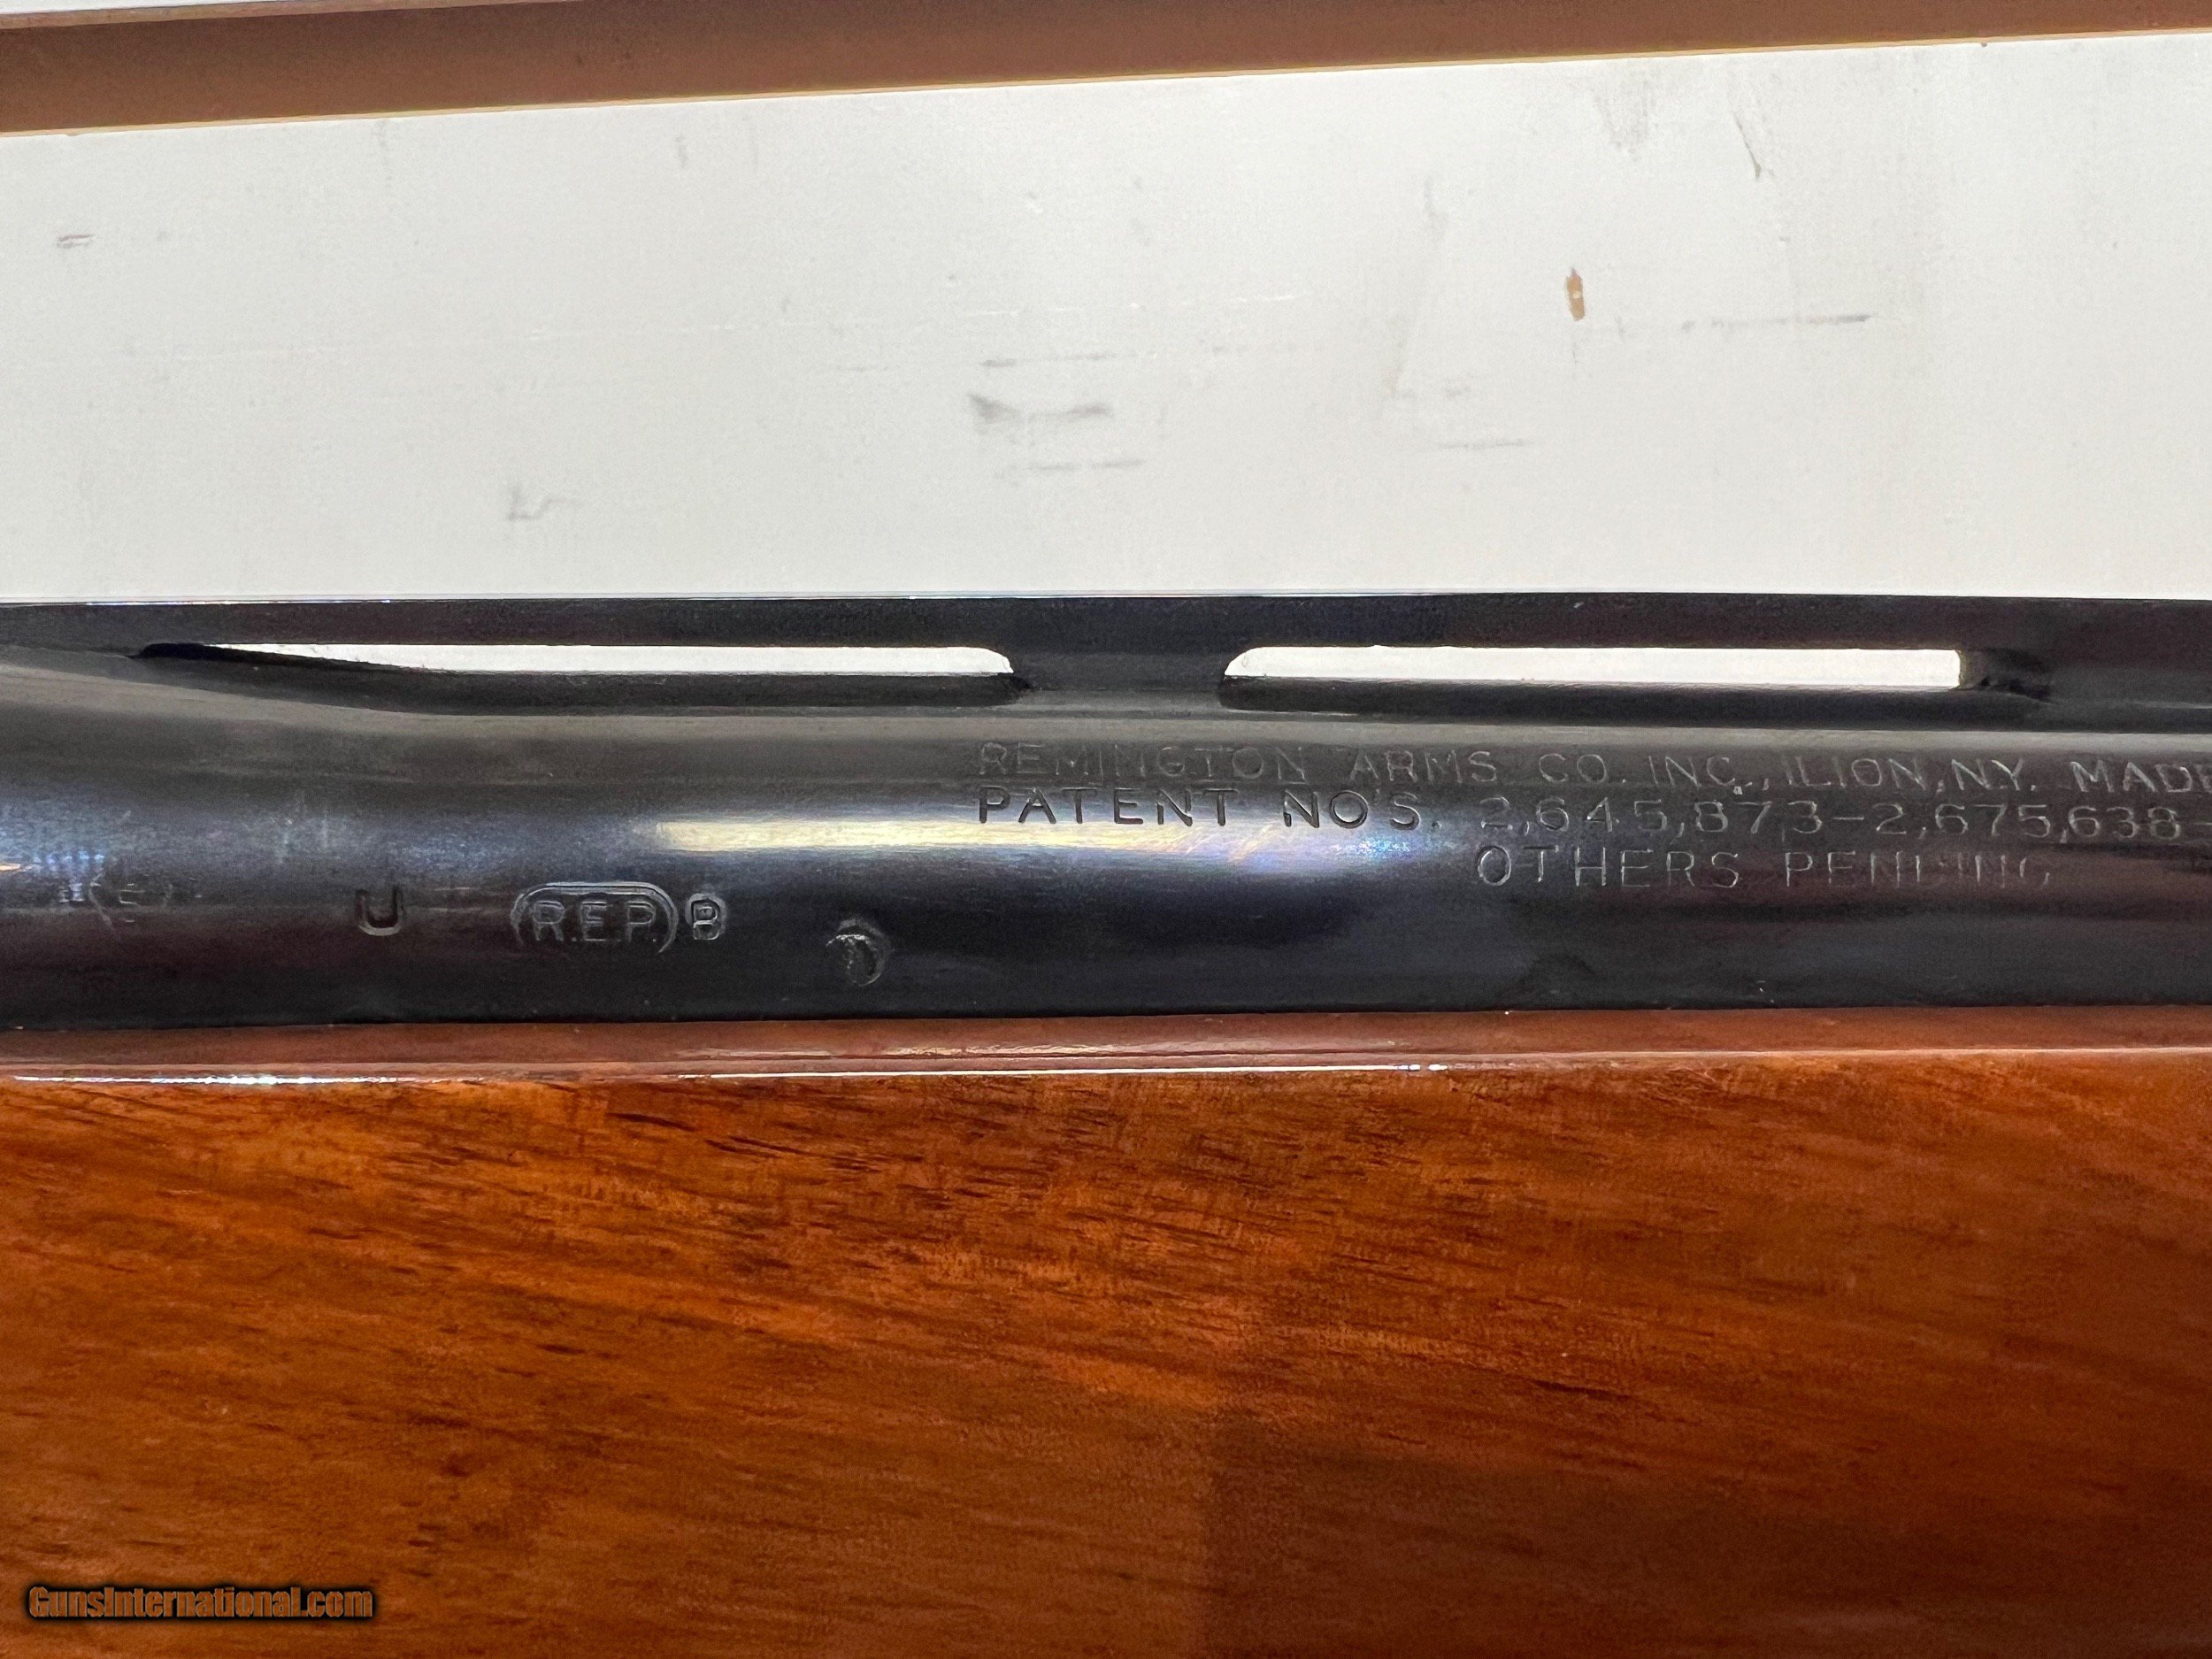 REMINGTON ARMS CO. INC., ILION, N.Y. MADE
PATENT NO'S. 2,645,873-2,675,638-
OTHERS PENDING
U (R.E.P.) B
GunsInternational.com